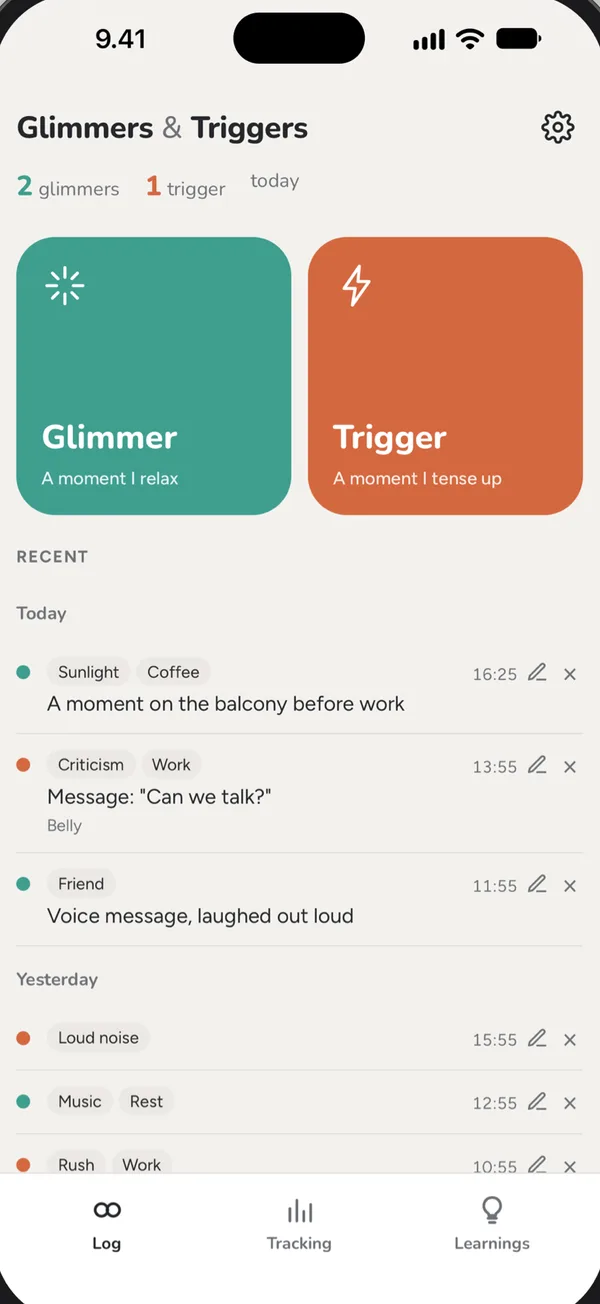 9.41
Glimmers & Triggers
2 glimmers 1 trigger today
Glimmer
A moment I relax
Trigger
A moment I tense up
RECENT
Today
Sunlight Coffee 16:25
A moment on the balcony before work
Criticism Work 13:55
Message: "Can we talk?"
Belly
Friend 11:55
Voice message, laughed out loud
Yesterday
Loud noise 15:55
Music Rest 12:55
Rush Work 10:55
Log Tracking Learnings